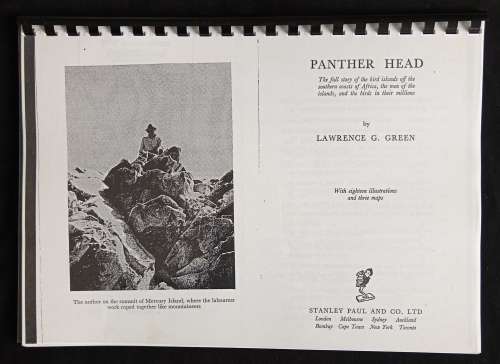 The author on the summit of Mercury Island, where the labourers
work roped together like mountaineers
PANTHER HEAD
The full story of the bird islands off the
southern coasts of Africa, the men of the
islands, and the birds in their millions
by
LAWRENCE G. GREEN
With eighteen illustrations
and three maps
STANLEY PAUL AND CO. LTD
London Melbourne Sydney Auckland
Bombay Cape Town New York Toronto